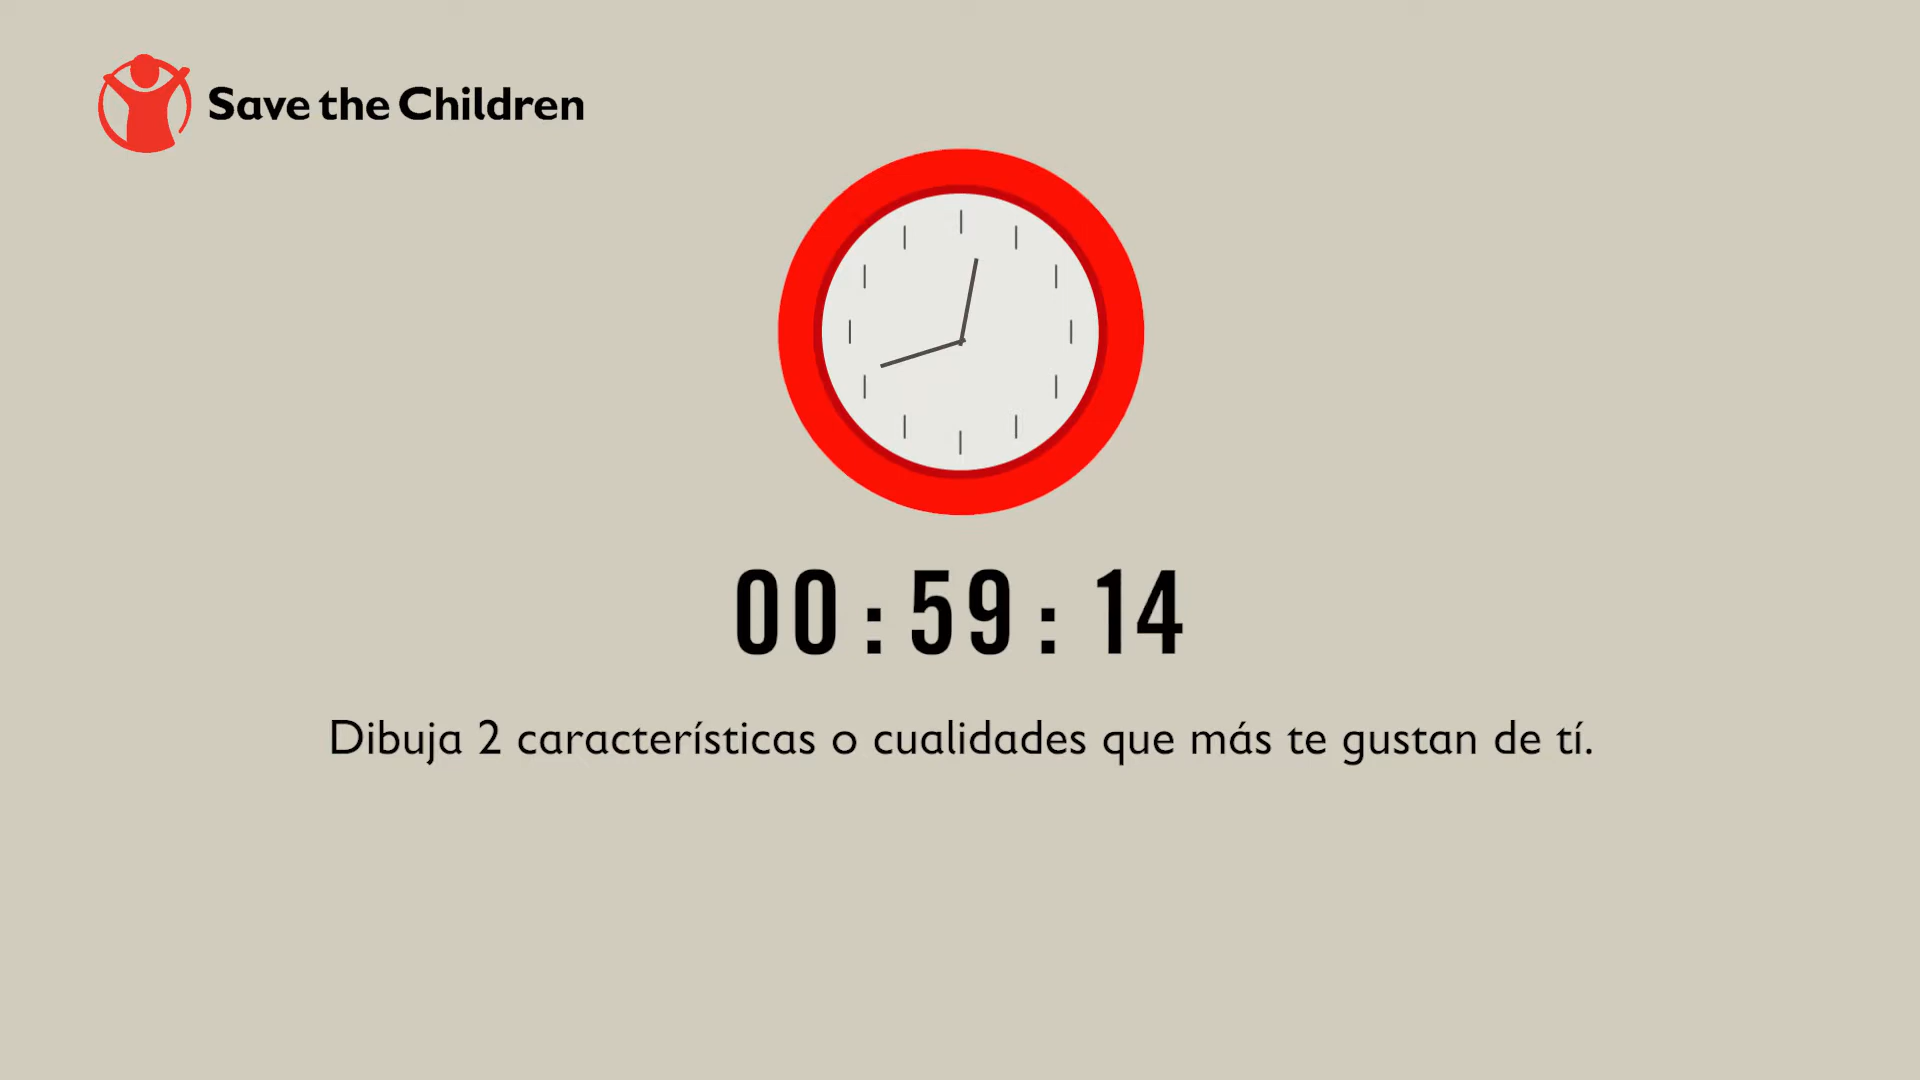 Save the Children
00:59:14
Dibuja 2 características o cualidades que más te gustan de tí.